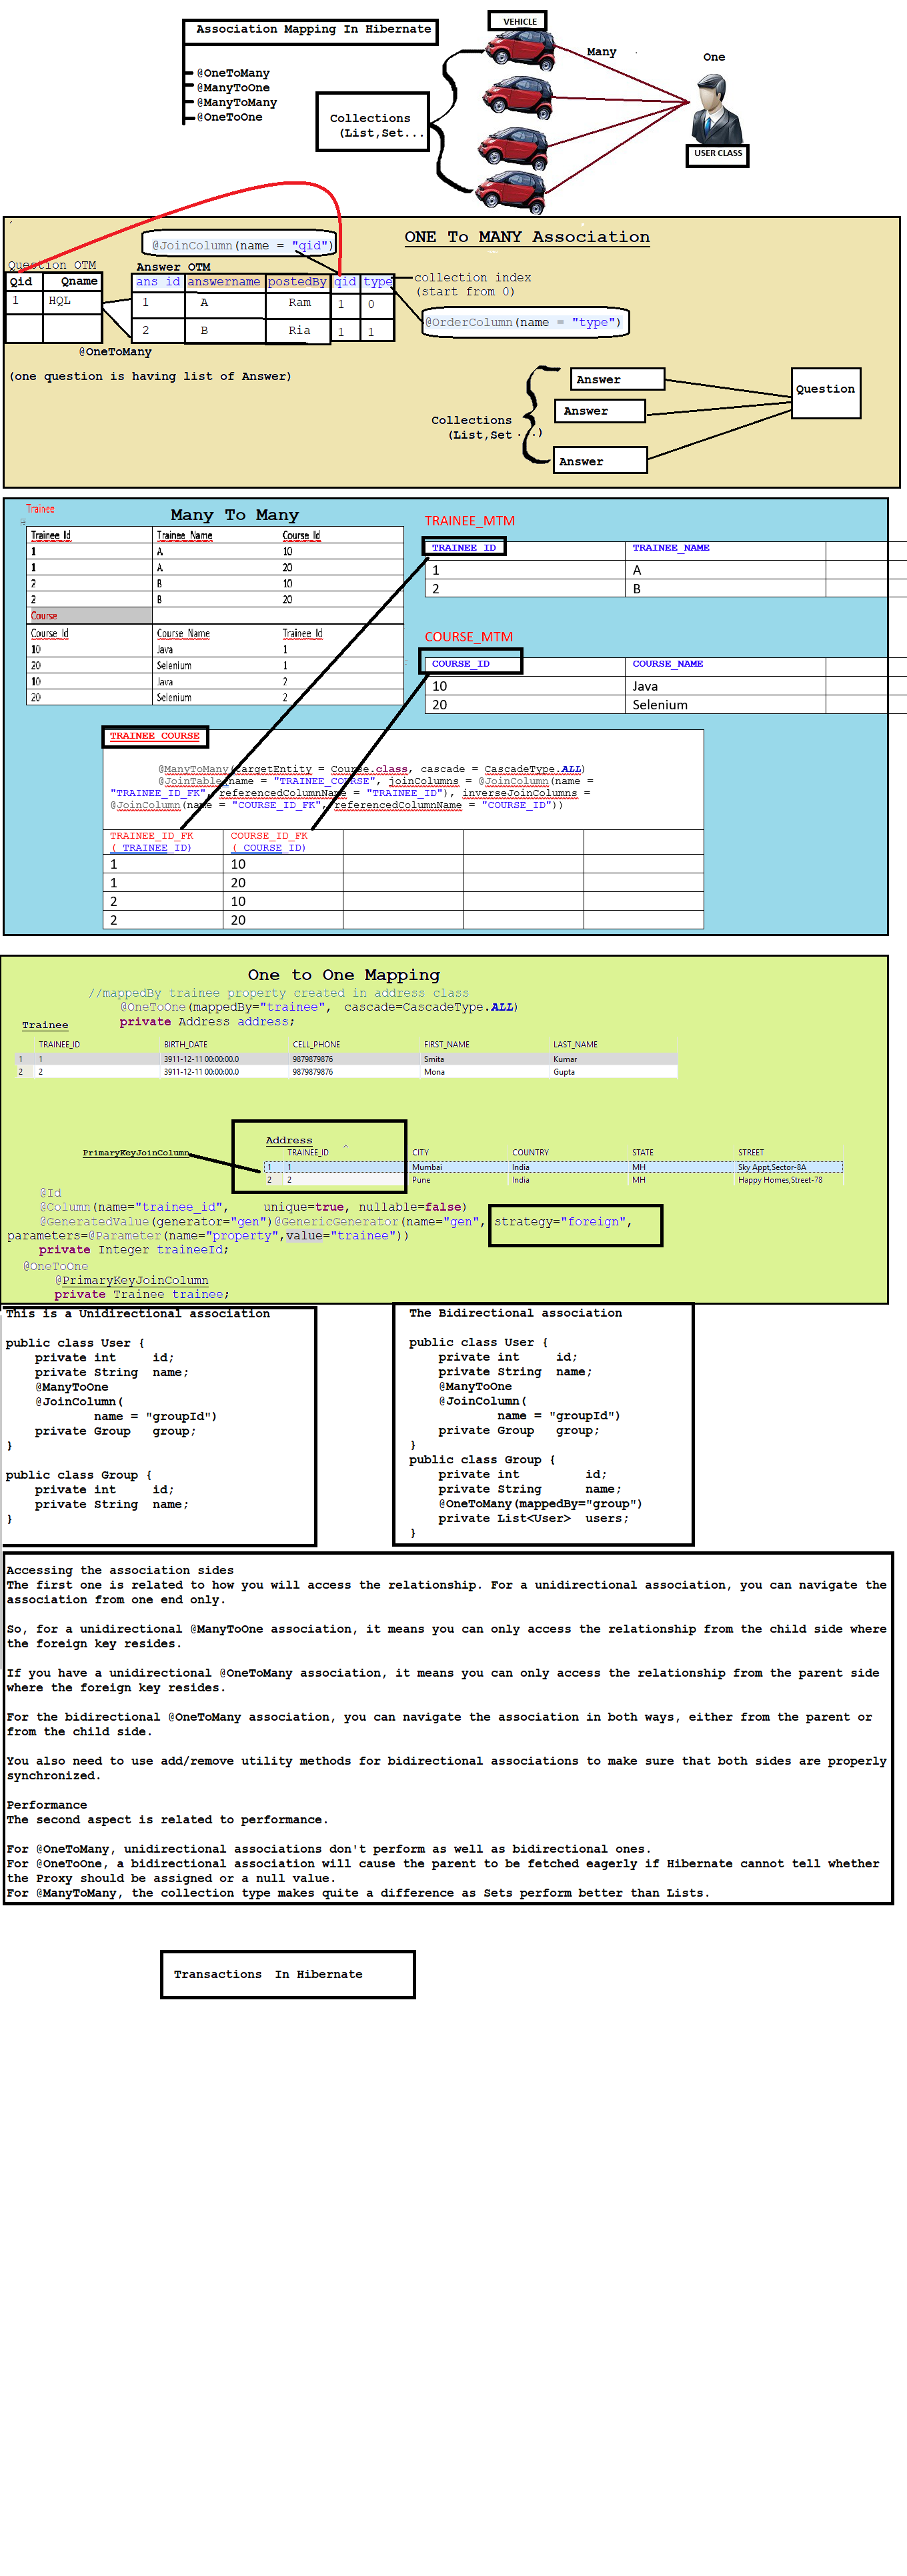 Association Mapping In Hibernate
@OneToMany
@ManyToOne
@ManyToMany
@OneToOne
Collections
(List,Set...
VEHICLE
Many
One
USER CLASS
ONE To MANY Association
@JoinColumn(name = "qid")
Question OTM
Qid Qname
1 HQL
Answer OTM
ans id answername postedBy qid type
1 A Ram 1 0
2 B Ria 1 1
collection index
(start from 0)
@OrderColumn(name = "type")
@OneToMany
(one question is having list of Answer)
Collections
(List,Set...)
Answer
Answer
Answer
Question
Many To Many
Trainee
Trainee Id Trainee Name Course Id
1 A 10
1 A 20
2 B 10
2 B 20
Course
Course Id Course Name Trainee Id
10 Java 1
20 Selenium 1
10 Java 2
20 Selenium 2
TRAINEE_MTM
TRAINEE_ID TRAINEE_NAME
1 A
2 B
COURSE_MTM
COURSE_ID COURSE_NAME
10 Java
20 Selenium
TRAINEE_COURSE
@ManyToMany(targetEntity = Course.class, cascade = CascadeType.ALL)
@JoinTable(name = "TRAINEE_COURSE", joinColumns = @JoinColumn(name =
"TRAINEE_ID_FK", referencedColumnName = "TRAINEE_ID"), inverseJoinColumns =
@JoinColumn(name = "COURSE_ID_FK", referencedColumnName = "COURSE_ID"))
TRAINEE_ID_FK COURSE_ID_FK
( TRAINEE_ID) ( COURSE_ID)
1 10
1 20
2 10
2 20
One to One Mapping
//mappedBy trainee property created in address class
@OneToOne(mappedBy="trainee", cascade=CascadeType.ALL)
private Address address;
Trainee
TRAINEE_ID BIRTH_DATE CELL_PHONE FIRST_NAME LAST_NAME
1 1 3911-12-11 00:00:00.0 9879879876 Smita Kumar
2 2 3911-12-11 00:00:00.0 9879879876 Mona Gupta
PrimaryKeyJoinColumn
Address
TRAINEE_ID CITY COUNTRY STATE STREET
1 1 Mumbai India MH Sky Appt,Sector-8A
2 2 Pune India MH Happy Homes,Street-78
@Id
@Column(name="trainee_id", unique=true, nullable=false)
@GeneratedValue(generator="gen")@GenericGenerator(name="gen", strategy="foreign",
parameters=@Parameter(name="property",value="trainee"))
private Integer traineeId;
@OneToOne
@PrimaryKeyJoinColumn
private Trainee trainee;
This is a Unidirectional association
public class User {
private int id;
private String name;
@ManyToOne
@JoinColumn(
name = "groupId")
private Group group;
}
public class Group {
private int id;
private String name;
}
The Bidirectional association
public class User {
private int id;
private String name;
@ManyToOne
@JoinColumn(
name = "groupId")
private Group group;
}
public class Group {
private int id;
private String name;
@OneToMany(mappedBy="group")
private List<User> users;
}
Accessing the association sides
The first one is related to how you will access the relationship. For a unidirectional association, you can navigate the
association from one end only.
So, for a unidirectional @ManyToOne association, it means you can only access the relationship from the child side where
the foreign key resides.
If you have a unidirectional @OneToMany association, it means you can only access the relationship from the parent side
where the foreign key resides.
For the bidirectional @OneToMany association, you can navigate the association in both ways, either from the parent or
from the child side.
You also need to use add/remove utility methods for bidirectional associations to make sure that both sides are properly
synchronized.
Performance
The second aspect is related to performance.
For @OneToMany, unidirectional associations don't perform as well as bidirectional ones.
For @OneToOne, a bidirectional association will cause the parent to be fetched eagerly if Hibernate cannot tell whether
the Proxy should be assigned or a null value.
For @ManyToMany, the collection type makes quite a difference as Sets perform better than Lists.
Transactions In Hibernate